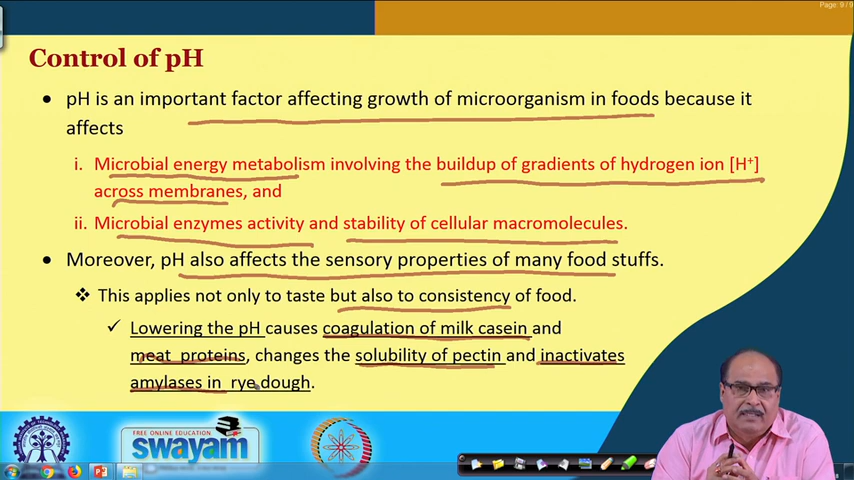 Page: 9 / 9
Control of pH
• pH is an important factor affecting growth of microorganism in foods because it
affects
i. Microbial energy metabolism involving the buildup of gradients of hydrogen ion [H⁺]
across membranes, and
ii. Microbial enzymes activity and stability of cellular macromolecules.
• Moreover, pH also affects the sensory properties of many food stuffs.
❖ This applies not only to taste but also to consistency of food.
✓ Lowering the pH causes coagulation of milk casein and
meat proteins, changes the solubility of pectin and inactivates
amylases in rye dough.
FREE ONLINE EDUCATION
swayam